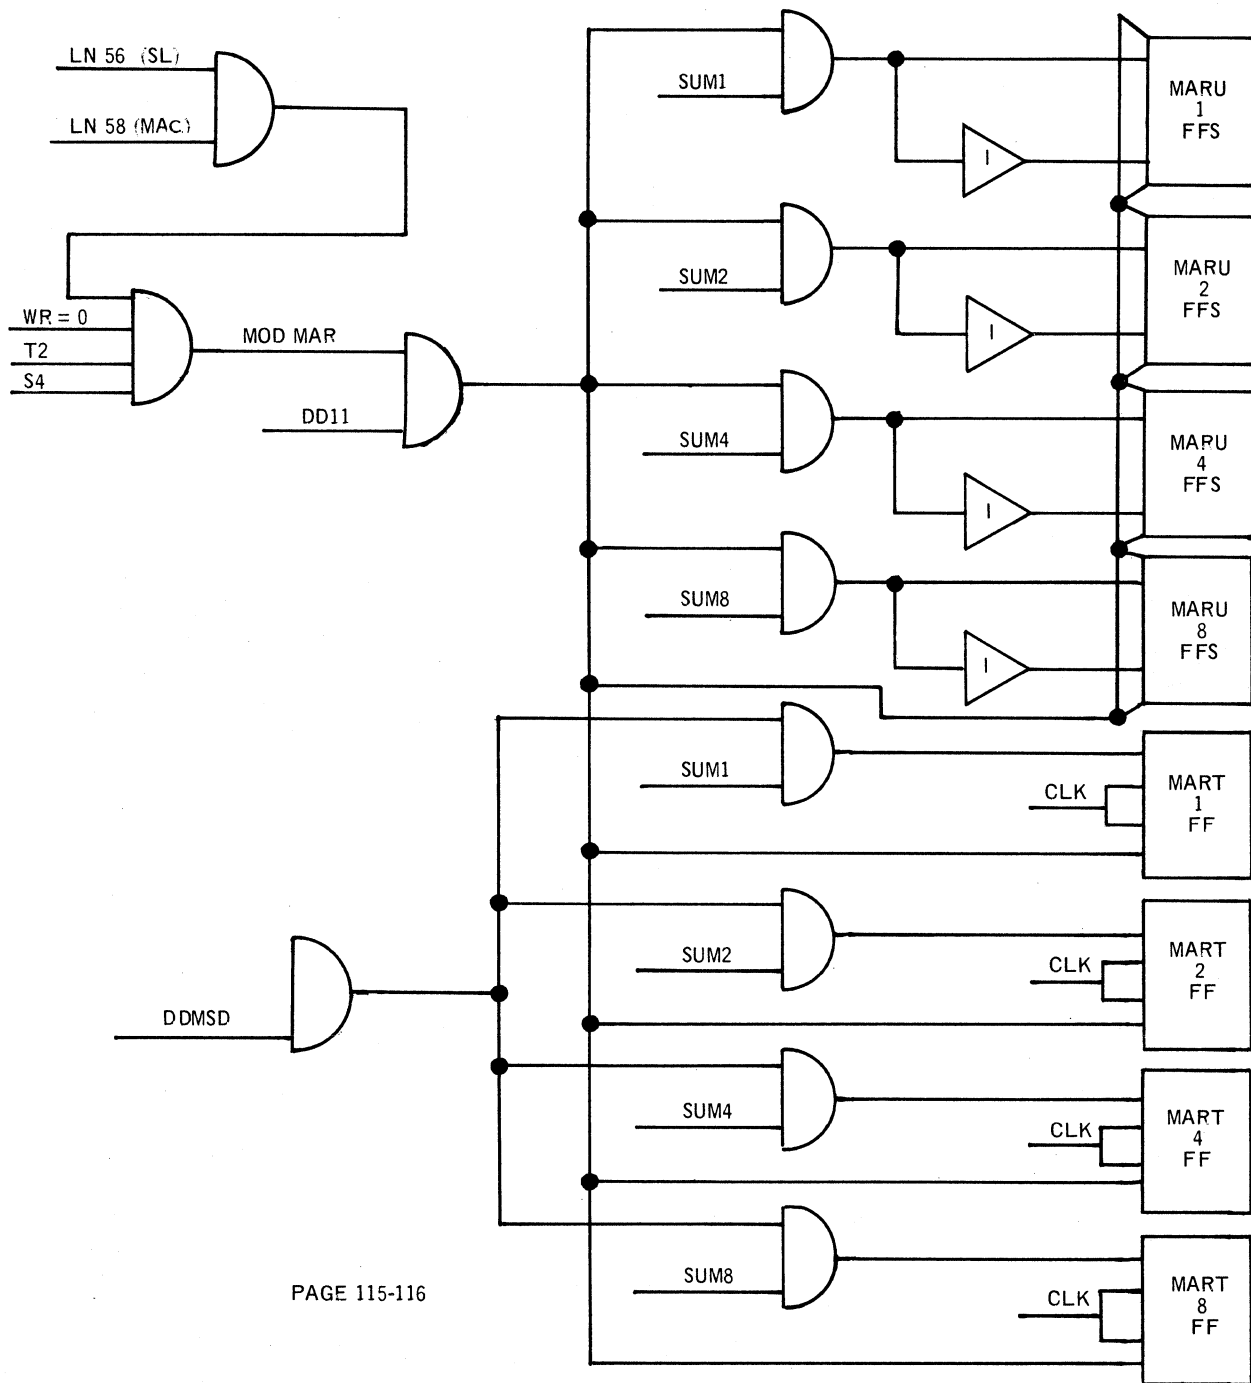 LN 56 (SL)
LN 58 (MAC.)
WR = 0
T2
S4
MOD MAR
DD11
SUM1
I
MARU
1
FFS
SUM2
I
MARU
2
FFS
SUM4
I
MARU
4
FFS
SUM8
I
MARU
8
FFS
SUM1
CLK
MART
1
FF
DDMSD
SUM2
CLK
MART
2
FF
SUM4
CLK
MART
4
FF
SUM8
CLK
MART
8
FF
PAGE 115-116